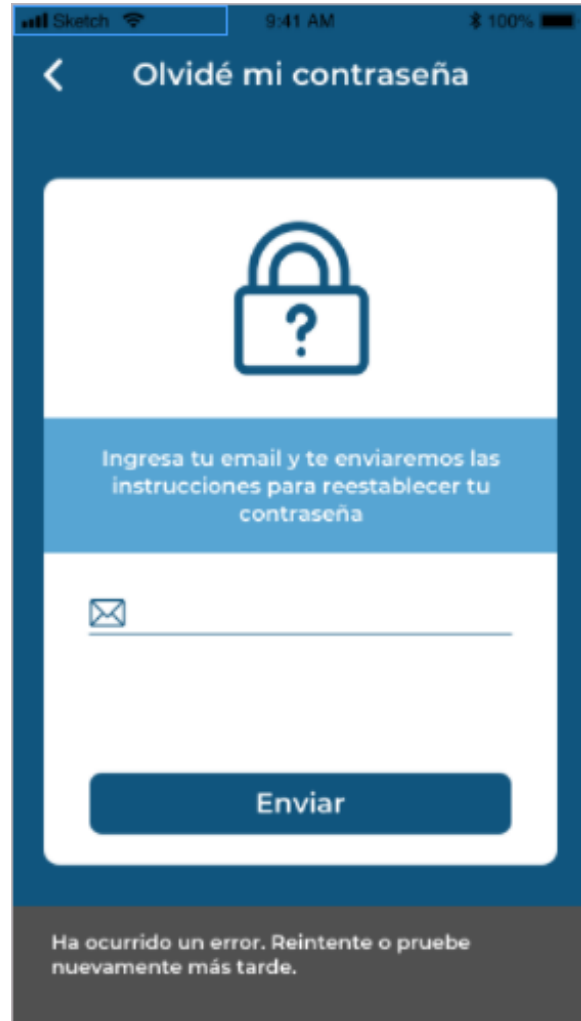 Sketch 9:41 AM 100%
Olvidé mi contraseña
?
Ingresa tu email y te enviaremos las
instrucciones para reestablecer tu
contraseña
Enviar
Ha ocurrido un error. Reintente o pruebe
nuevamente más tarde.